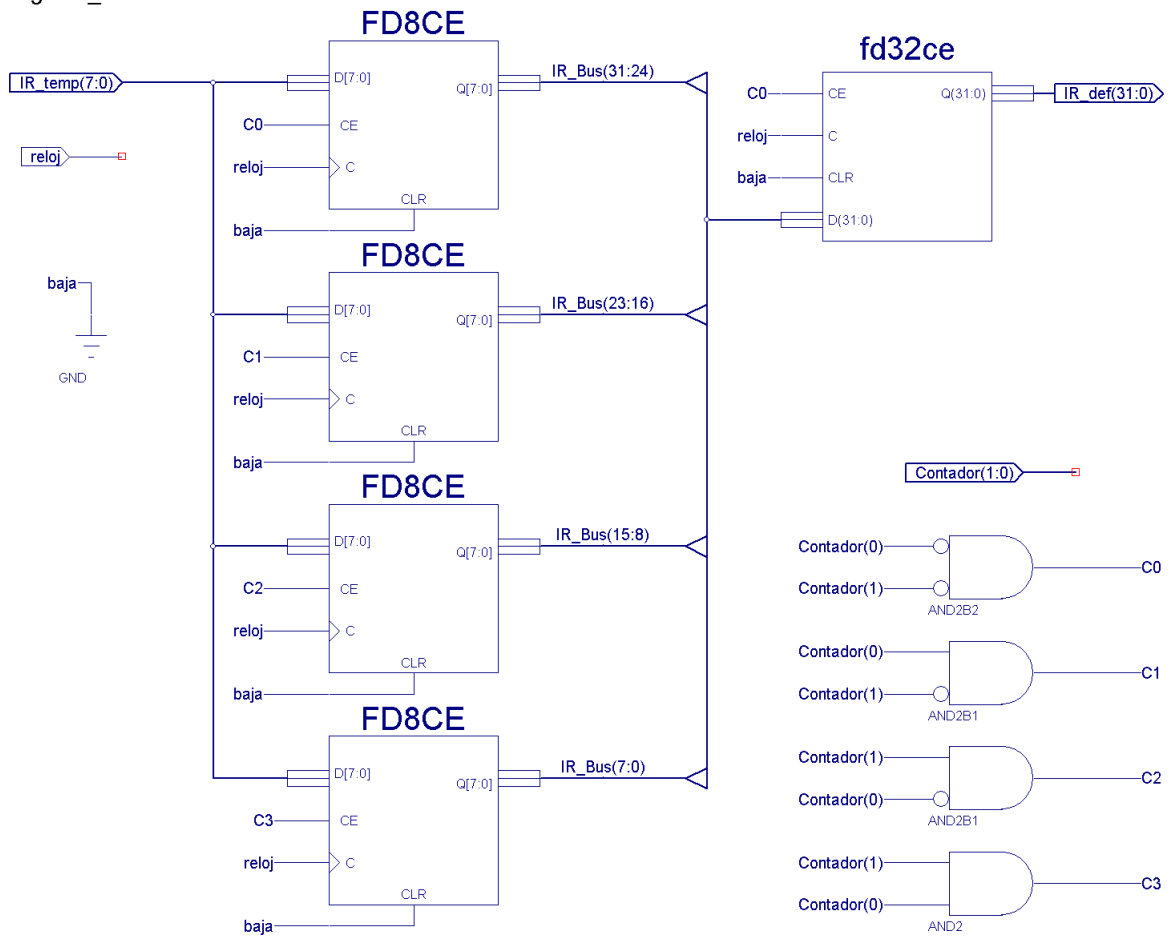 FD8CE
IR_temp(7:0)
D[7:0]
Q[7:0]
IR_Bus(31:24)
C0
CE
reloj
C
CLR
baja
reloj
baja
GND
FD8CE
D[7:0]
Q[7:0]
IR_Bus(23:16)
C1
CE
reloj
C
CLR
baja
FD8CE
D[7:0]
Q[7:0]
IR_Bus(15:8)
C2
CE
reloj
C
CLR
baja
FD8CE
D[7:0]
Q[7:0]
IR_Bus(7:0)
C3
CE
reloj
C
CLR
baja
fd32ce
C0
CE
Q(31:0)
IR_def(31:0)
reloj
C
baja
CLR
D(31:0)
Contador(1:0)
Contador(0)
Contador(1)
AND2B2
C0
Contador(0)
Contador(1)
AND2B1
C1
Contador(1)
Contador(0)
AND2B1
C2
Contador(1)
Contador(0)
AND2
C3